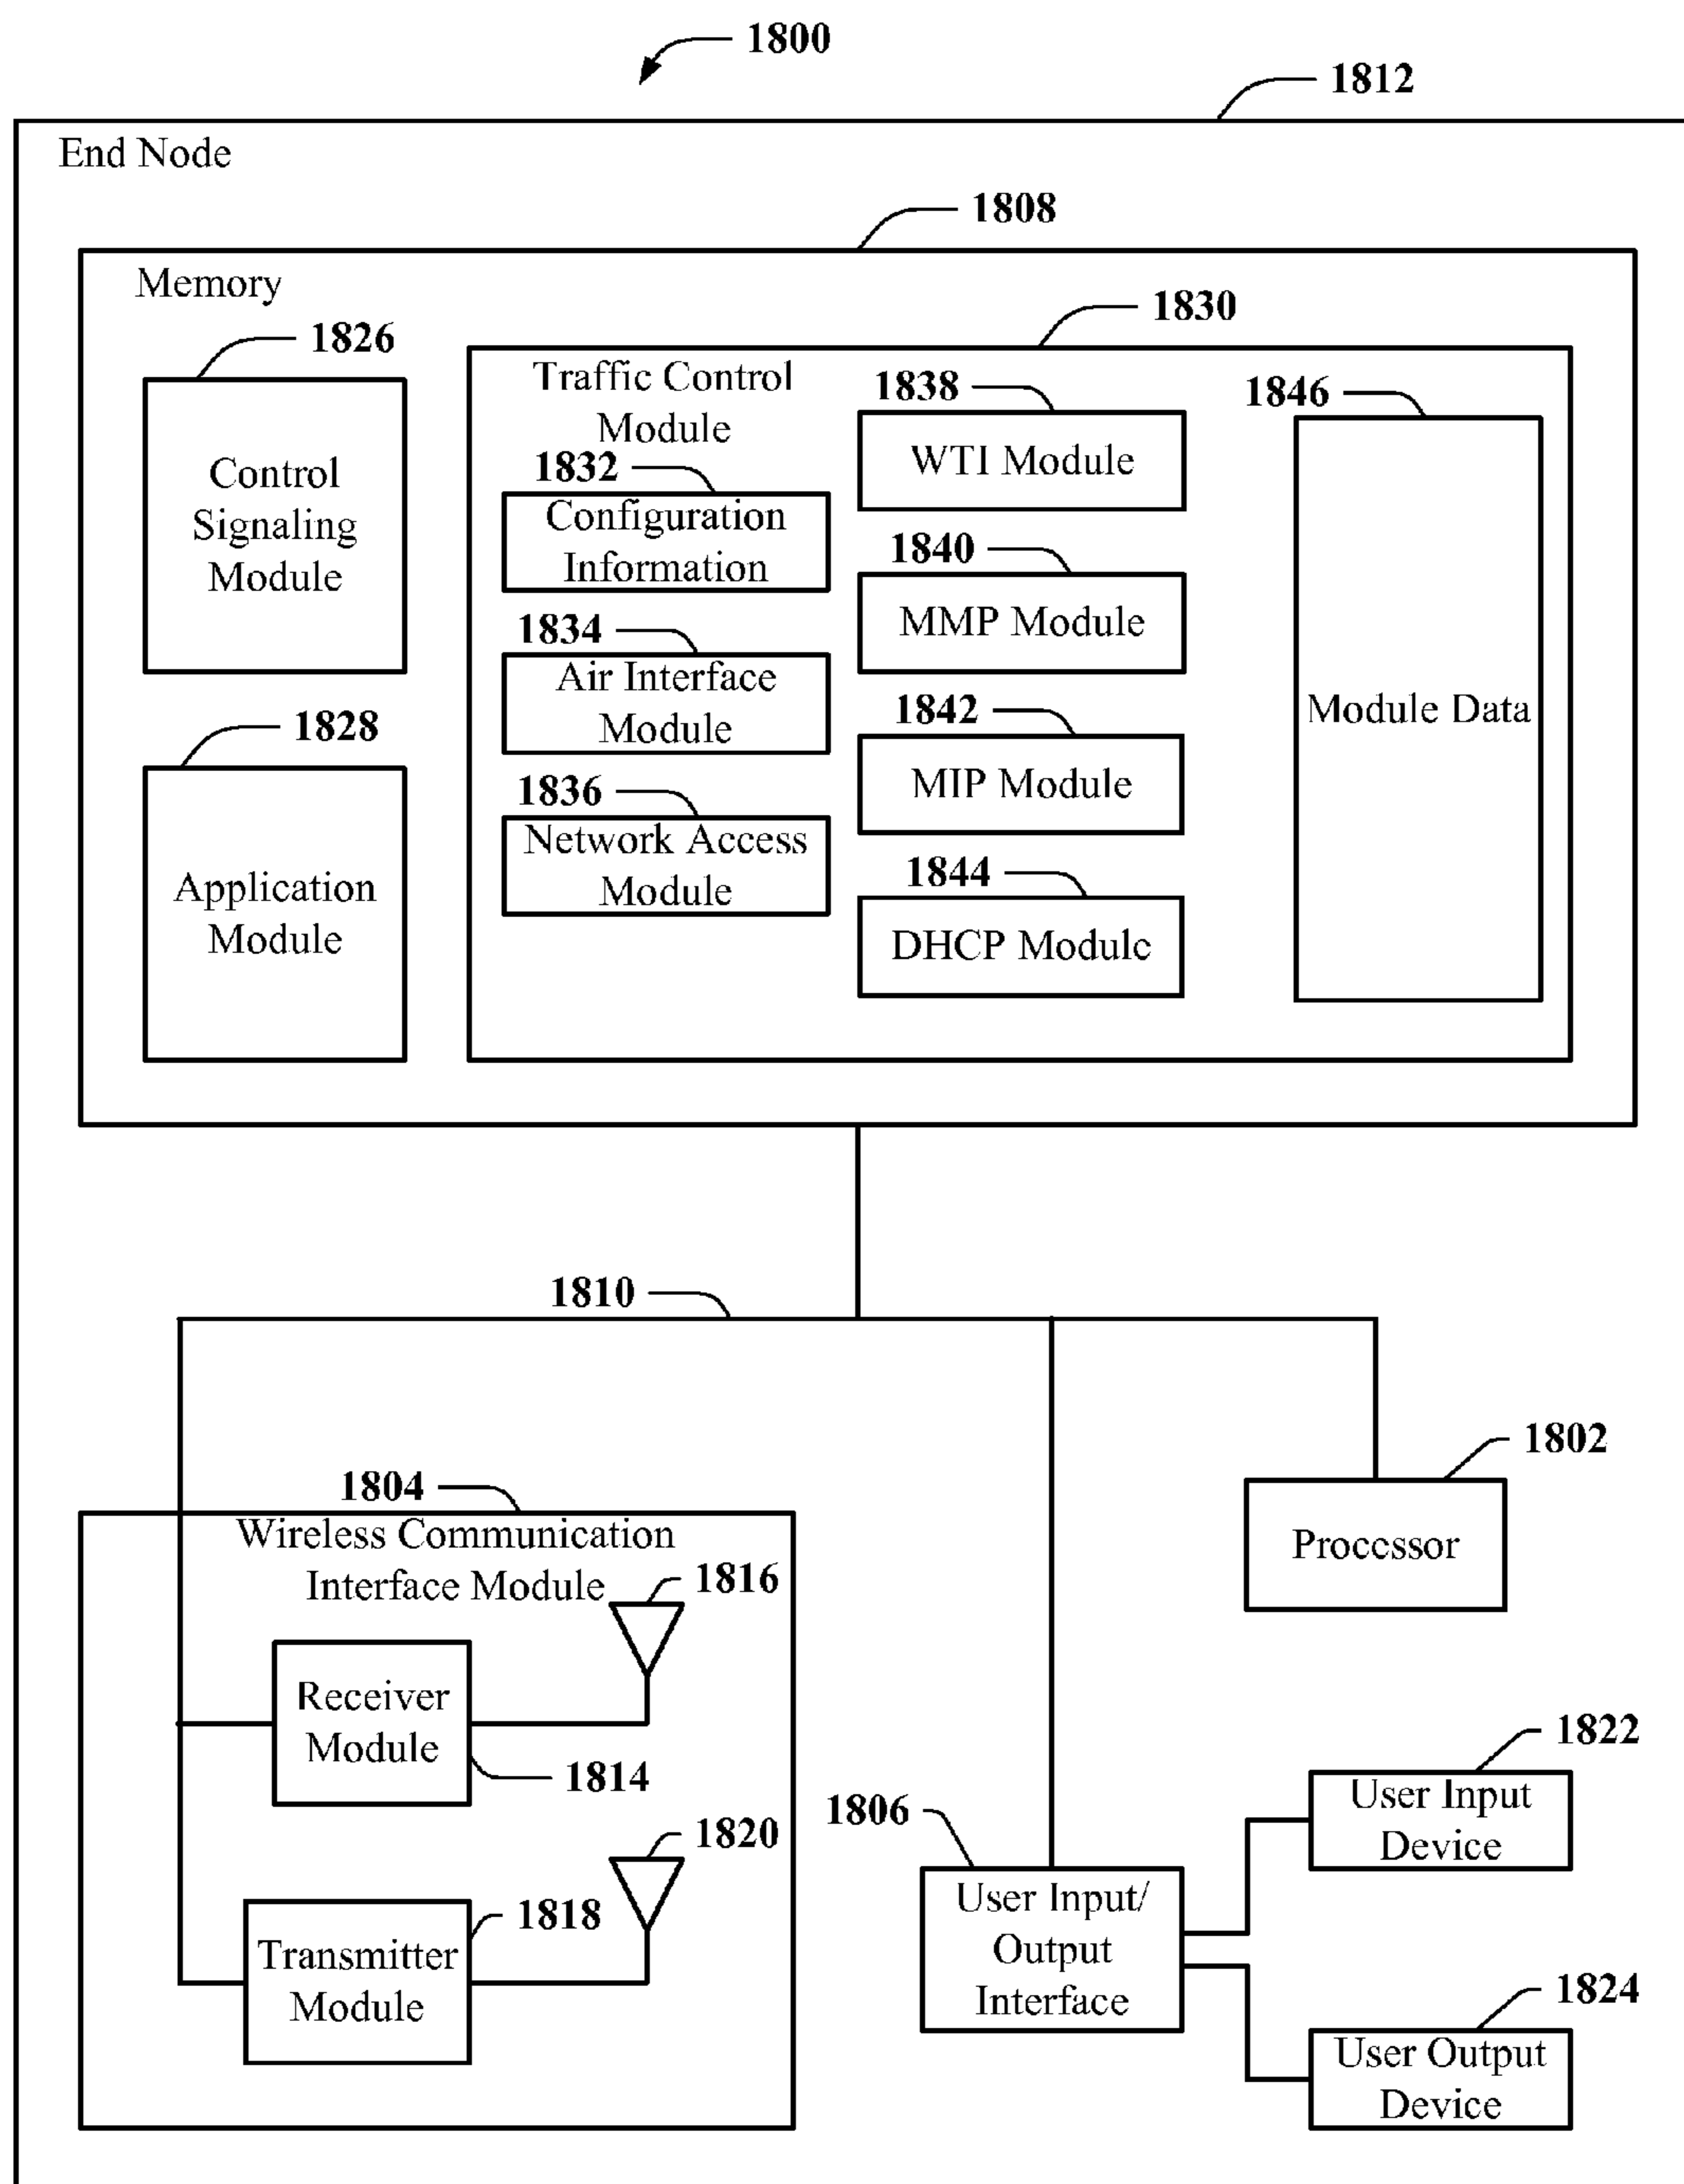 1800
1812
End Node
1808
Memory
1830
1826
Traffic Control
Module
1838
1846
Control
Signaling
Module
WTI Module
1832
Configuration
Information
1840
MMP Module
1834
Air Interface
Module
1842
MIP Module
Module Data
1828
Application
Module
1836
Network Access
Module
1844
DHCP Module
1810
1802
Processor
1804
Wireless Communication
Interface Module
1816
Receiver
Module
1814
1820
1818
Transmitter
Module
1806
User Input/
Output
Interface
1822
User Input
Device
1824
User Output
Device